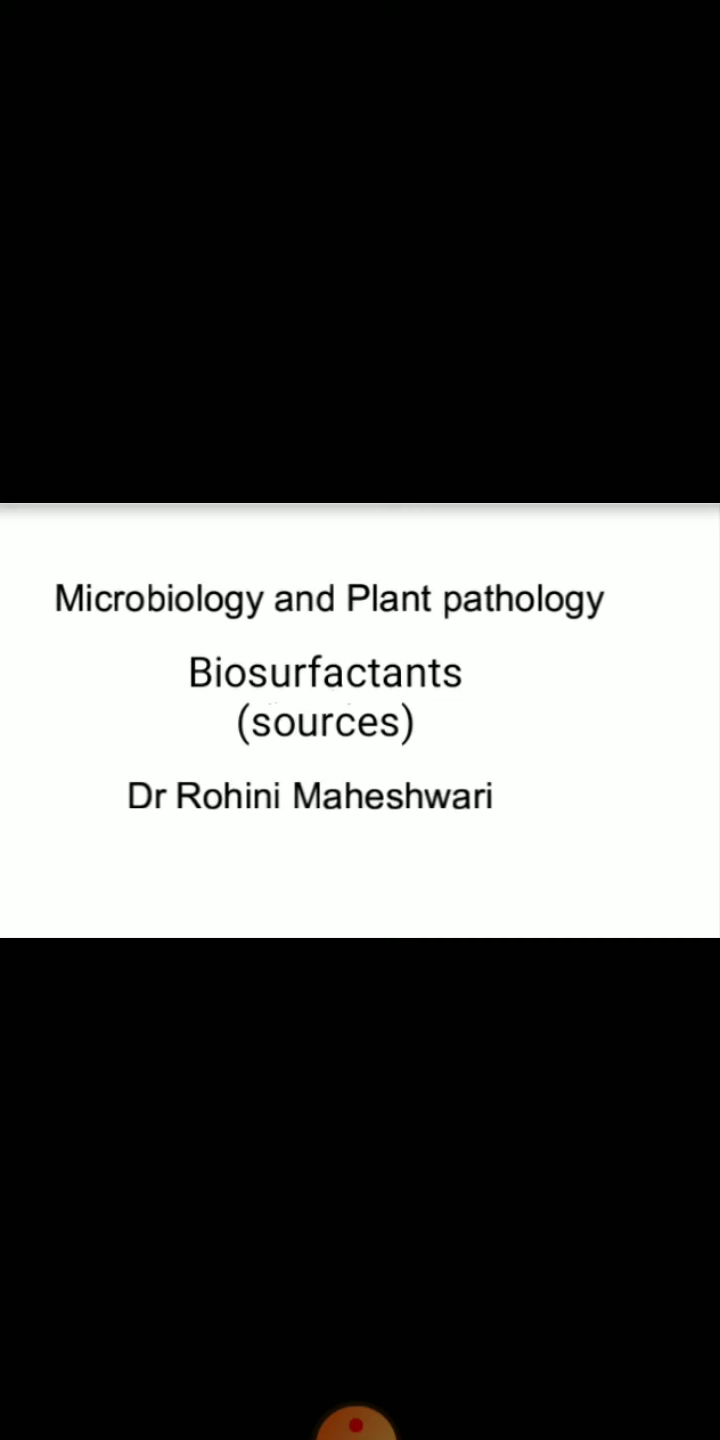 Microbiology and Plant pathology
Biosurfactants
(sources)
Dr Rohini Maheshwari